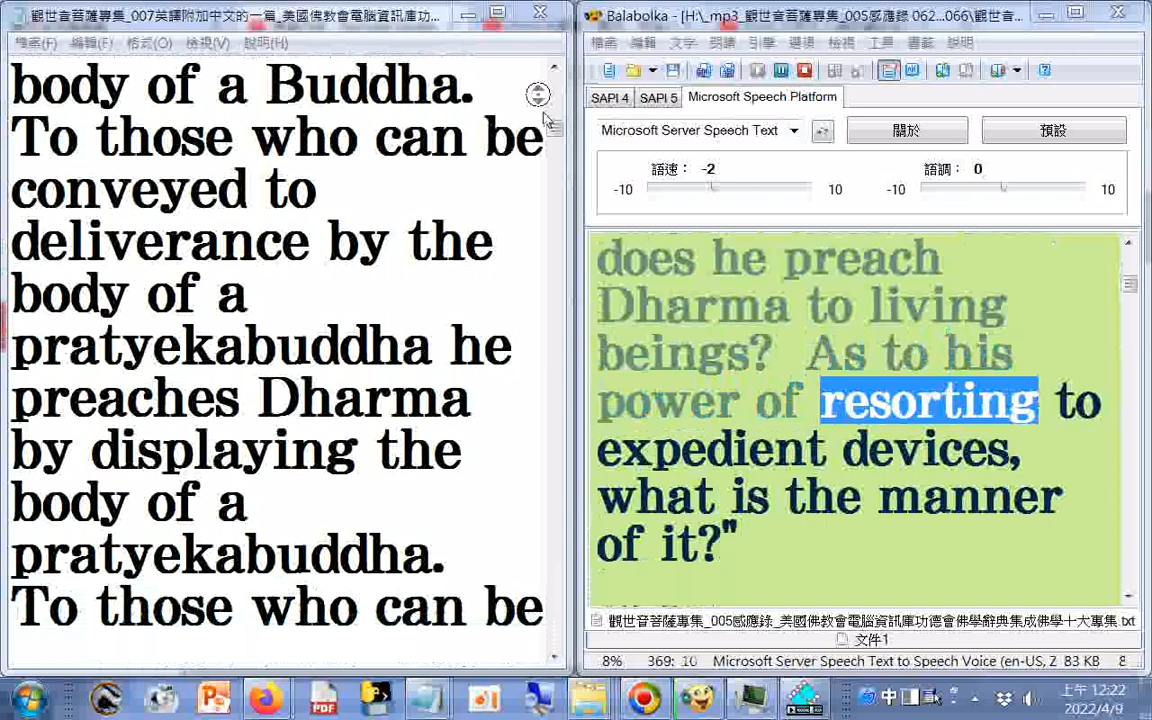 觀世音菩薩專集_007英譯附加中文的一篇_美國佛教會電腦資訊庫功...
檔案(F) 編輯(E) 格式(O) 檢視(V) 說明(H)
body of a Buddha.
To those who can be
conveyed to
deliverance by the
body of a
pratyekabuddha he
preaches Dharma
by displaying the
body of a
pratyekabuddha.
To those who can be
Balabolka - [H:\_mp3_觀世音菩薩專集_005感應錄 062...066\觀世音...
檔案 編輯 文字 朗讀 引擎 選項 檢視 工具 書籤 說明
SAPI 4 SAPI 5 Microsoft Speech Platform
Microsoft Server Speech Text 關於 預設
語速： -2 語調： 0
-10 10 -10 10
does he preach
Dharma to living
beings? As to his
power of resorting to
expedient devices,
what is the manner
of it?"
觀世音菩薩專集_005感應錄_美國佛教會電腦資訊庫功德會佛學辭典集成佛學十大專集 txt
文件1
8% 369: 10 Microsoft Server Speech Text to Speech Voice (en-US, Z 83 KB 8
PDF 中 上午 12:22
2022/4/9